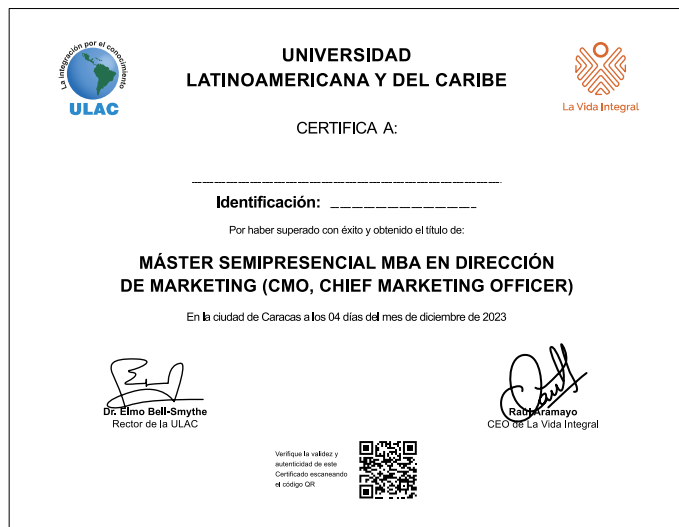 La integración por el conocimiento
ULAC
UNIVERSIDAD
LATINOAMERICANA Y DEL CARIBE
La Vida Integral
CERTIFICA A:
Identificación:
Por haber superado con éxito y obtenido el título de:
MÁSTER SEMIPRESENCIAL MBA EN DIRECCIÓN
DE MARKETING (CMO, CHIEF MARKETING OFFICER)
En la ciudad de Caracas a los 04 días del mes de diciembre de 2023
Dr. Elmo Bell-Smythe
Rector de la ULAC
Raúl Aramayo
CEO de La Vida Integral
Verifique la validez y
autenticidad de este
Certificado escaneando
el código QR